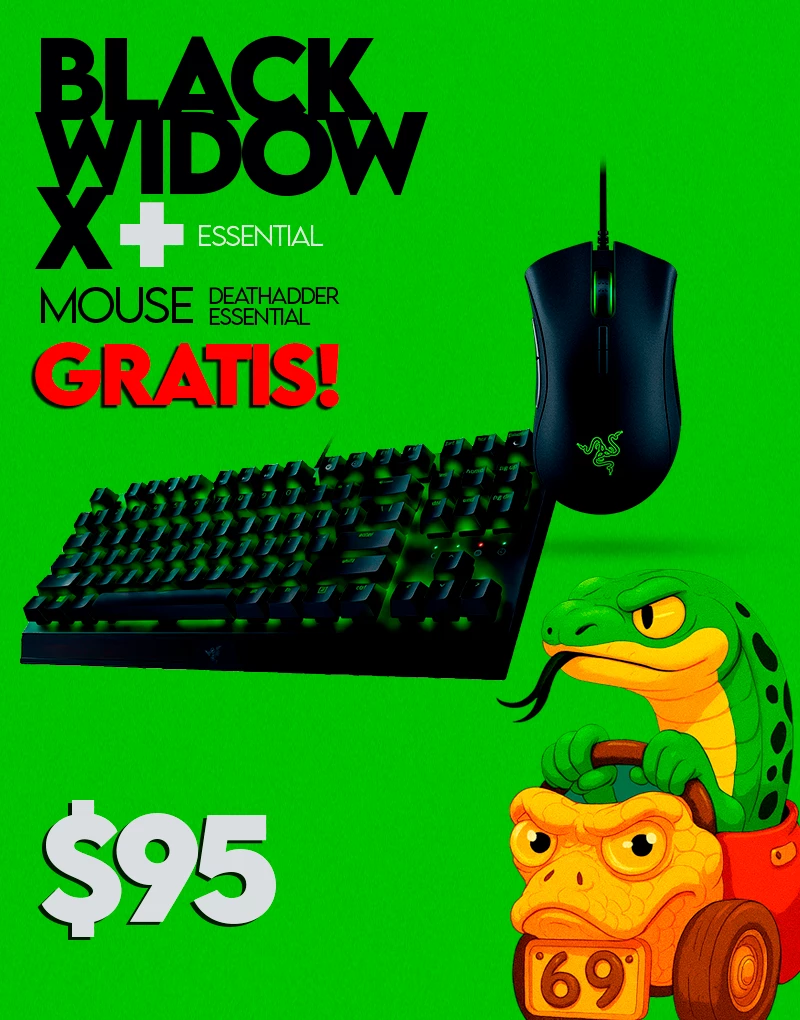 BLACK
WIDOW
X + ESSENTIAL
MOUSE DEATHADDER
ESSENTIAL
GRATIS!
$95
69